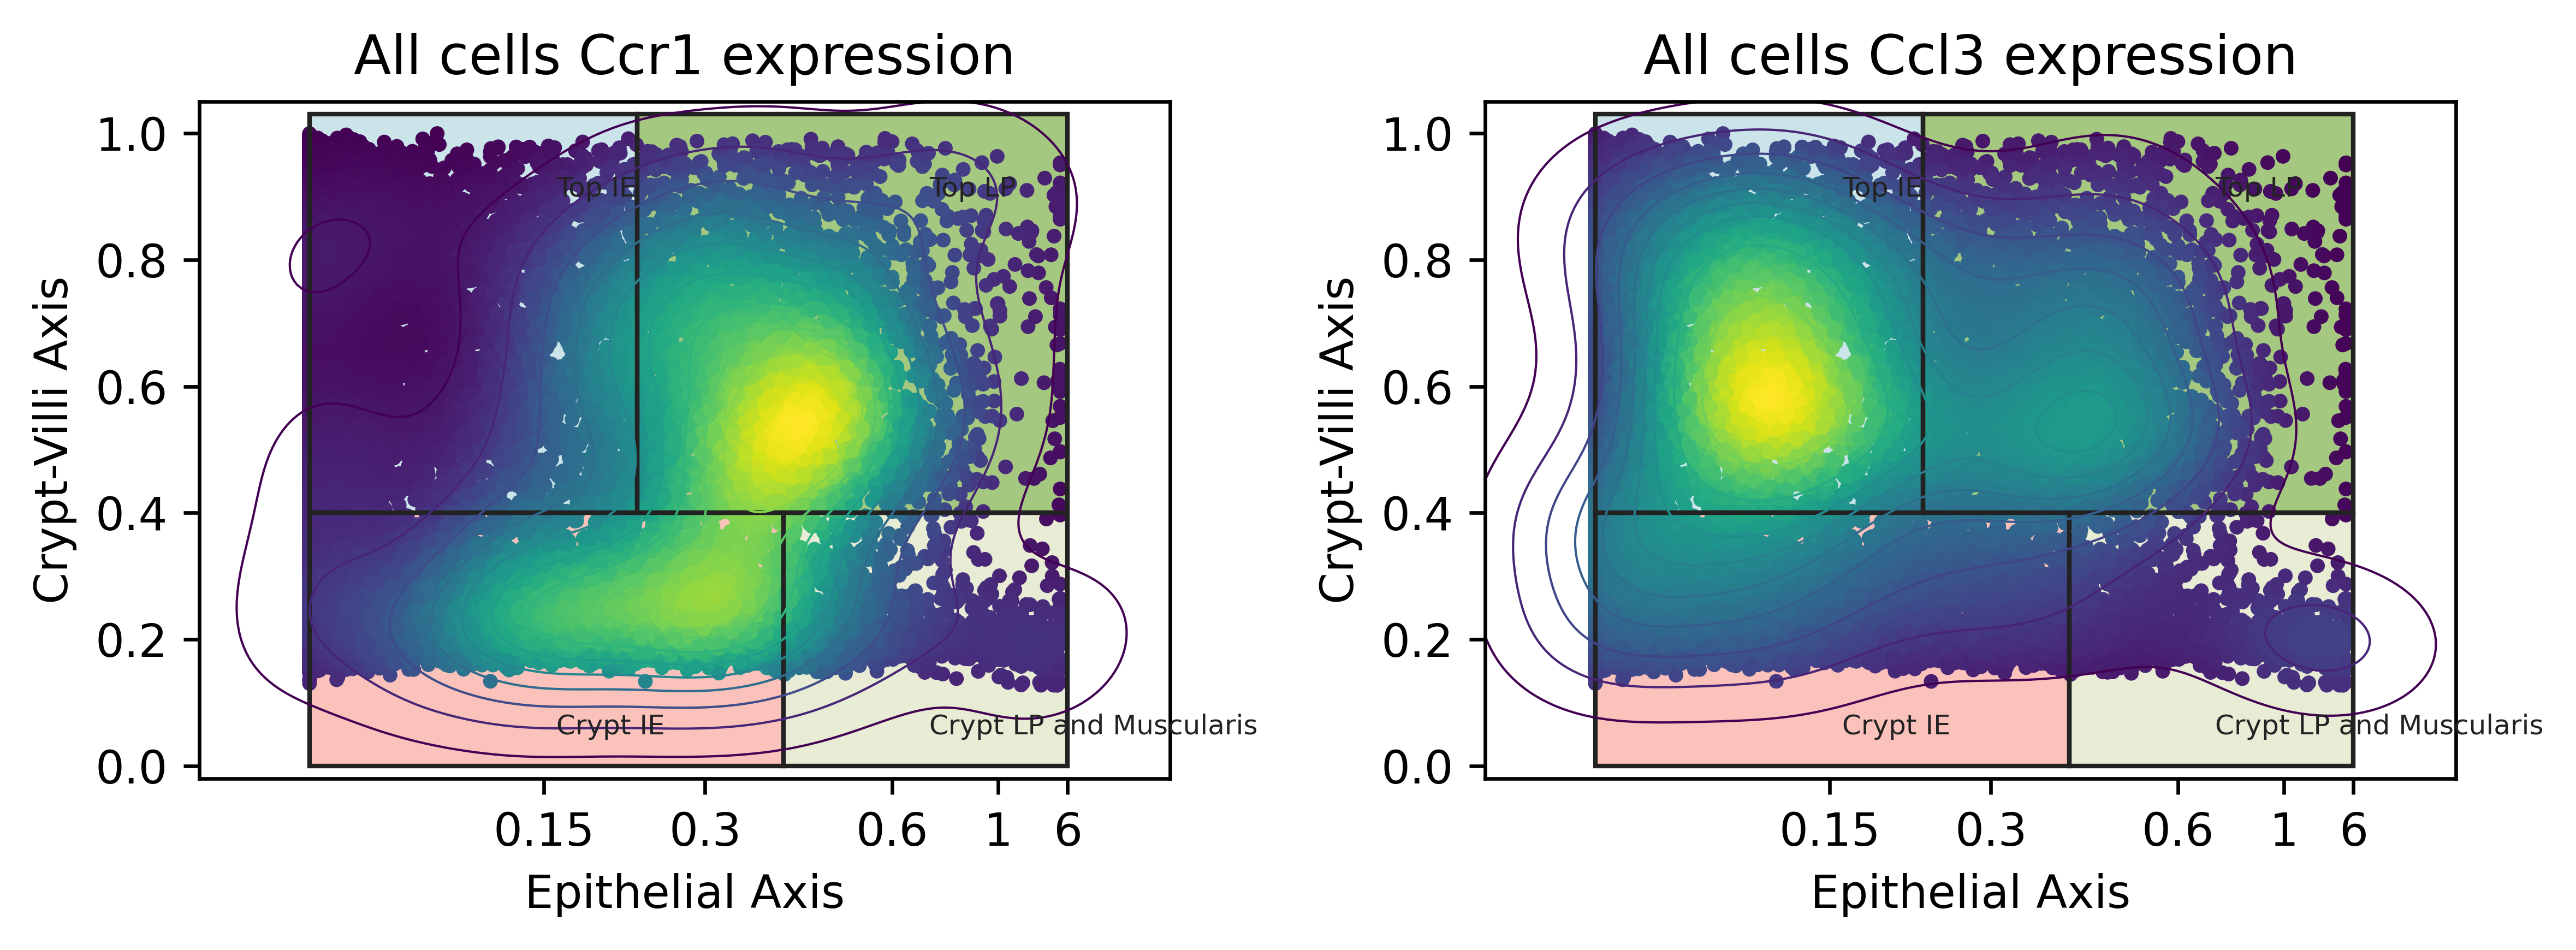 All cells Ccr1 expression
1.0
0.8
0.6
0.4
0.2
0.0
Crypt-Villi Axis
Top IE
Top LP
Crypt IE
Crypt LP and Muscularis
0.15
0.3
0.6
1
6
Epithelial Axis
All cells Ccl3 expression
1.0
0.8
0.6
0.4
0.2
0.0
Crypt-Villi Axis
Top IE
Top LP
Crypt IE
Crypt LP and Muscularis
0.15
0.3
0.6
1
6
Epithelial Axis